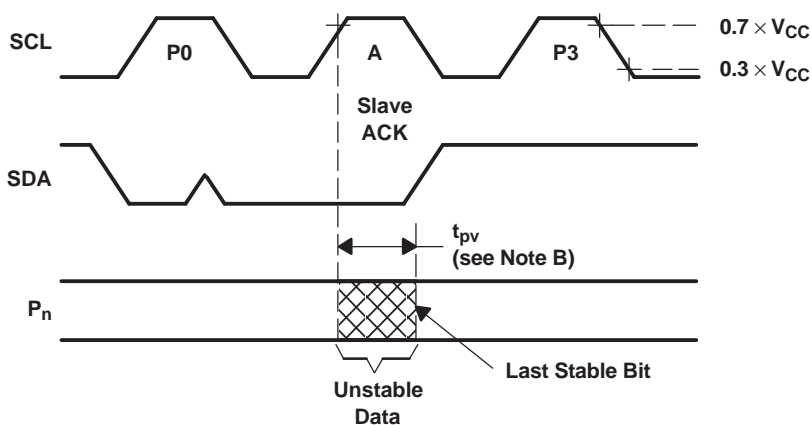 SCL
P0
A
P3
0.7 × VCC
0.3 × VCC
Slave
ACK
SDA
tpv
(see Note B)
Pn
Last Stable Bit
Unstable
Data